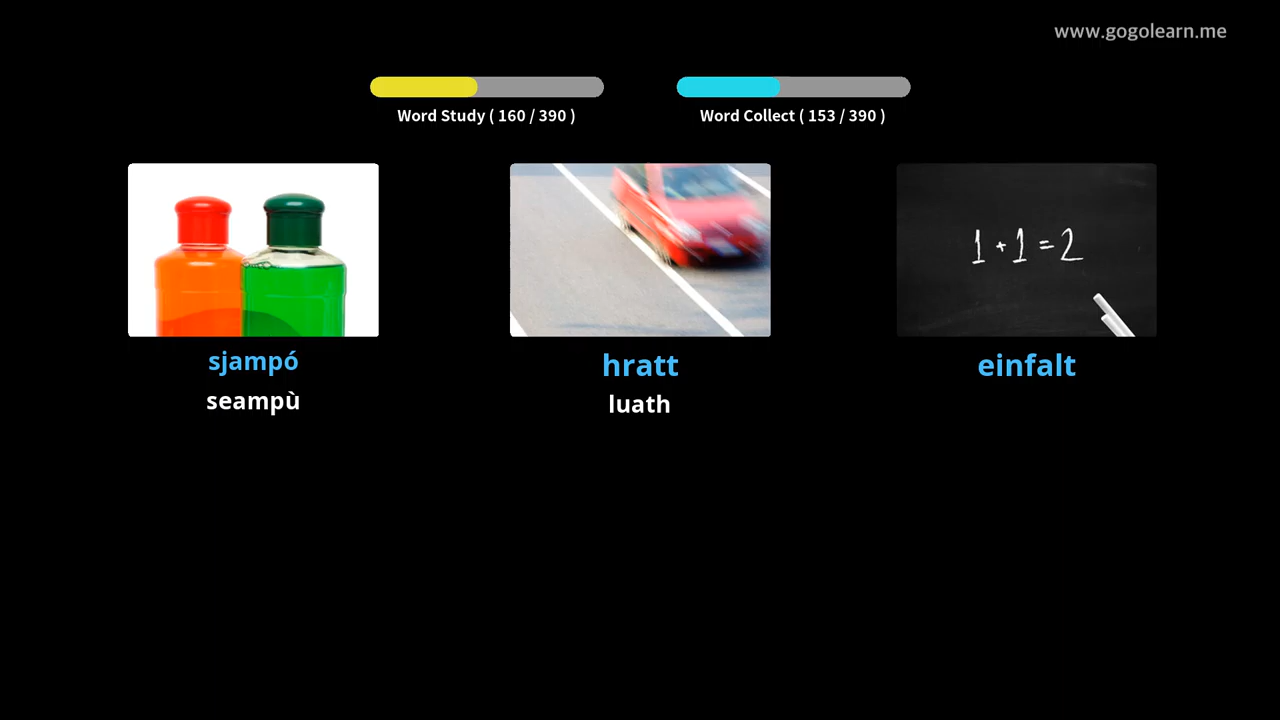 www.gogolearn.me
Word Study ( 160 / 390 )
Word Collect ( 153 / 390 )
1 + 1 = 2
sjampó
hratt
einfalt
seampù
luath